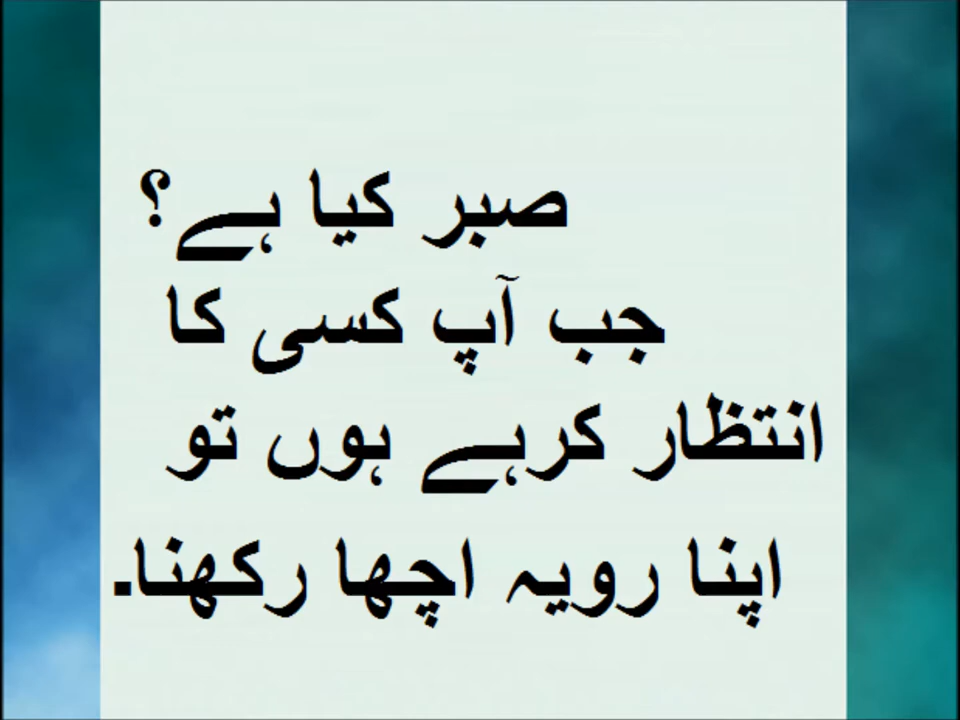 صبر کیا ہے؟
جب آپ کسی کا
انتظار کرہے ہوں تو
اپنا رویہ اچھا رکھنا۔